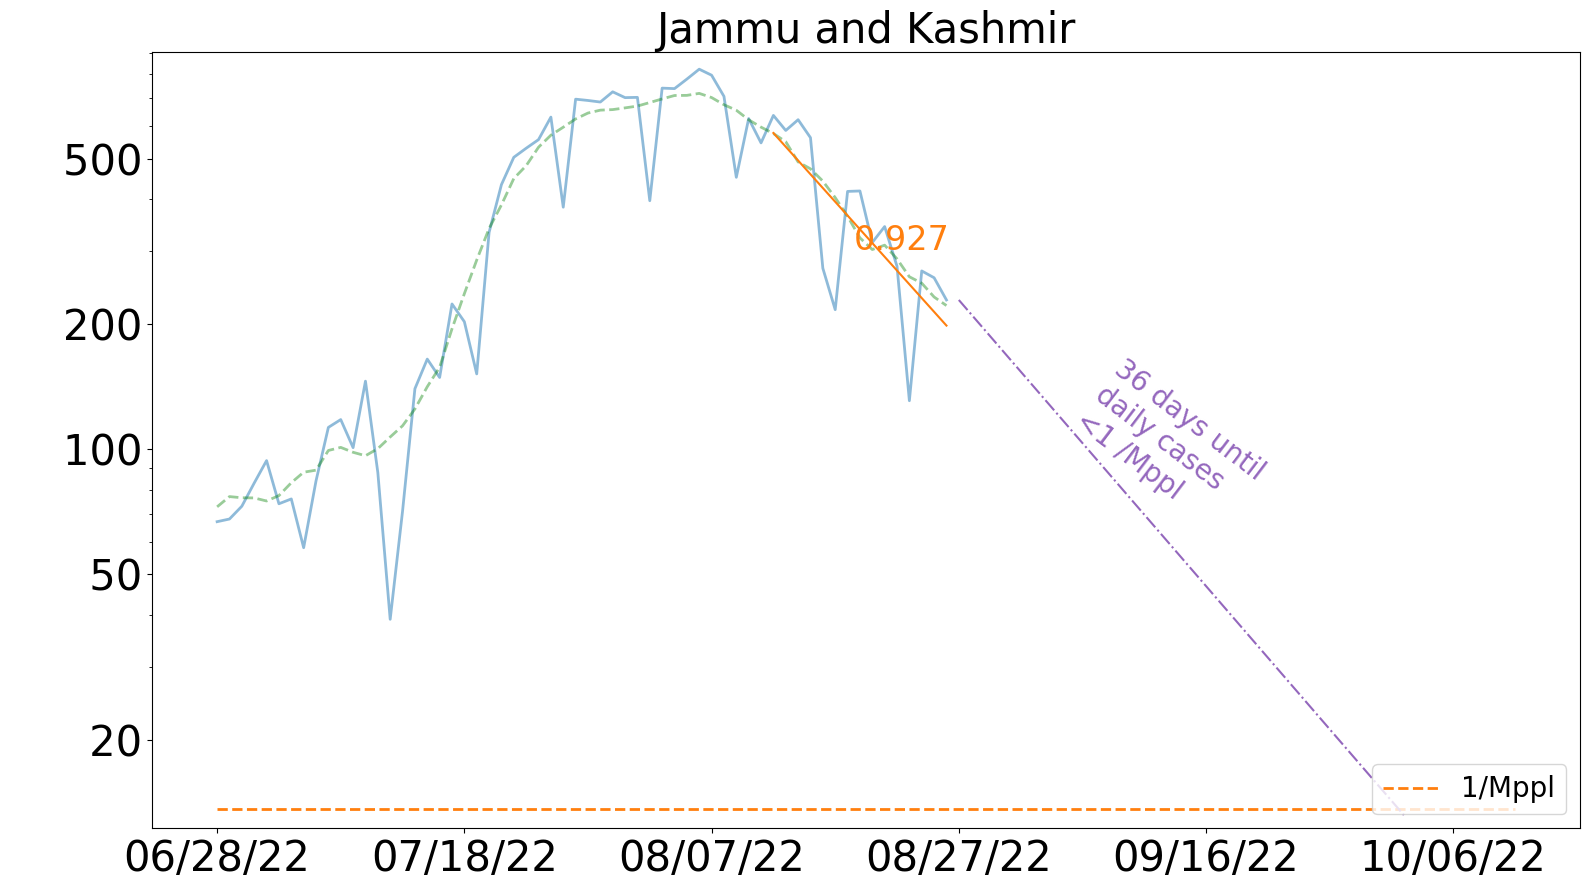 Jammu and Kashmir
500
200
100
50
20
0.927
36 days until
daily cases
<1 /Mppl
1/Mppl
06/28/22
07/18/22
08/07/22
08/27/22
09/16/22
10/06/22